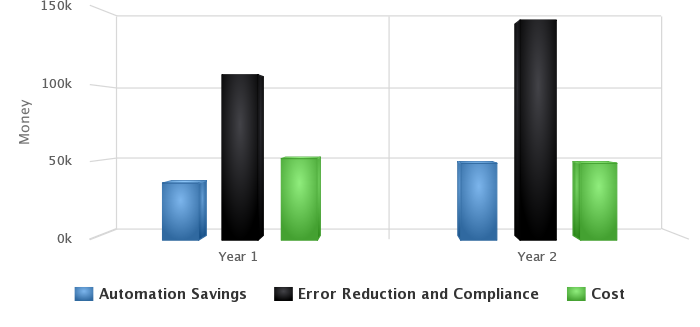 150k
100k
50k
0k
Money
Year 1
Year 2
Automation Savings
Error Reduction and Compliance
Cost